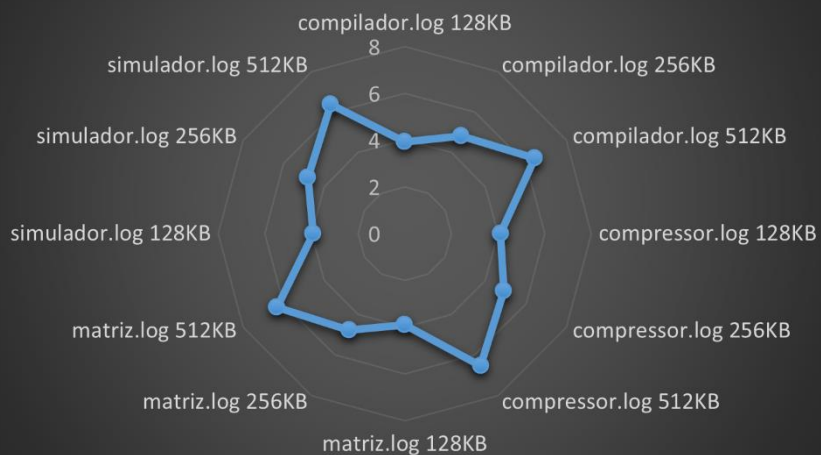 compilador.log 128KB
8
simulador.log 512KB
compilador.log 256KB
6
simulador.log 256KB
compilador.log 512KB
4
2
simulador.log 128KB
0
compressor.log 128KB
matriz.log 512KB
compressor.log 256KB
matriz.log 256KB
compressor.log 512KB
matriz.log 128KB